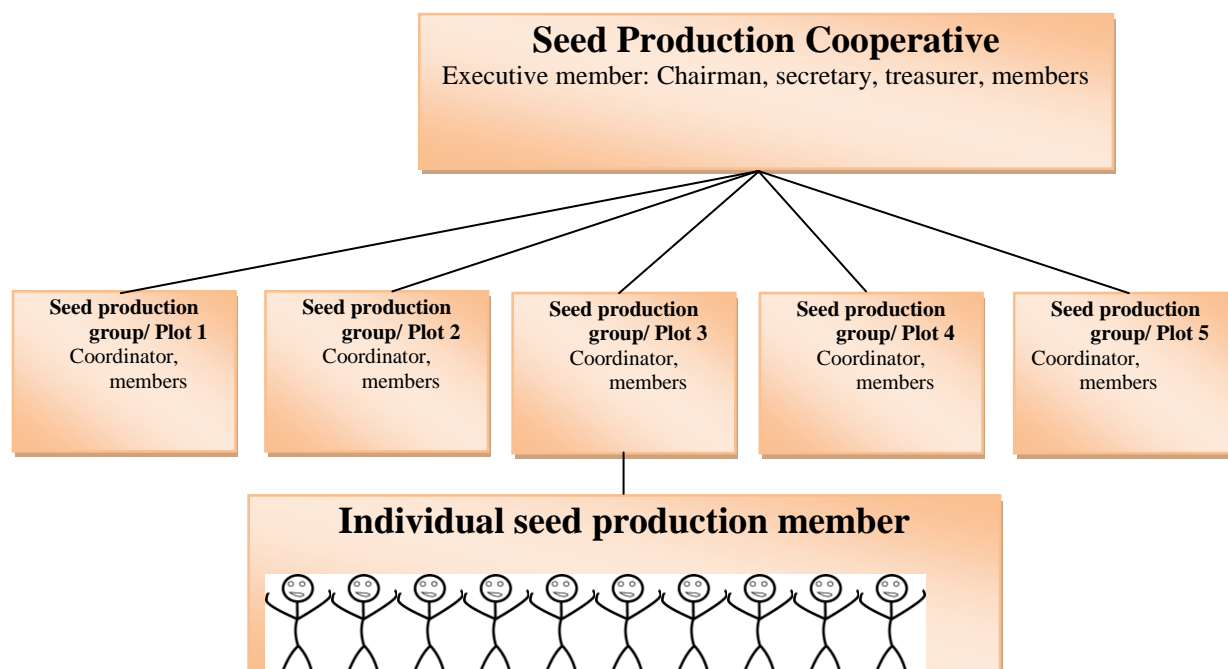 Seed Production Cooperative
Executive member: Chairman, secretary, treasurer, members
Seed production
group/ Plot 1
Coordinator,
members
Seed production
group/ Plot 2
Coordinator,
members
Seed production
group/ Plot 3
Coordinator,
members
Seed production
group/ Plot 4
Coordinator,
members
Seed production
group/ Plot 5
Coordinator,
members
Individual seed production member